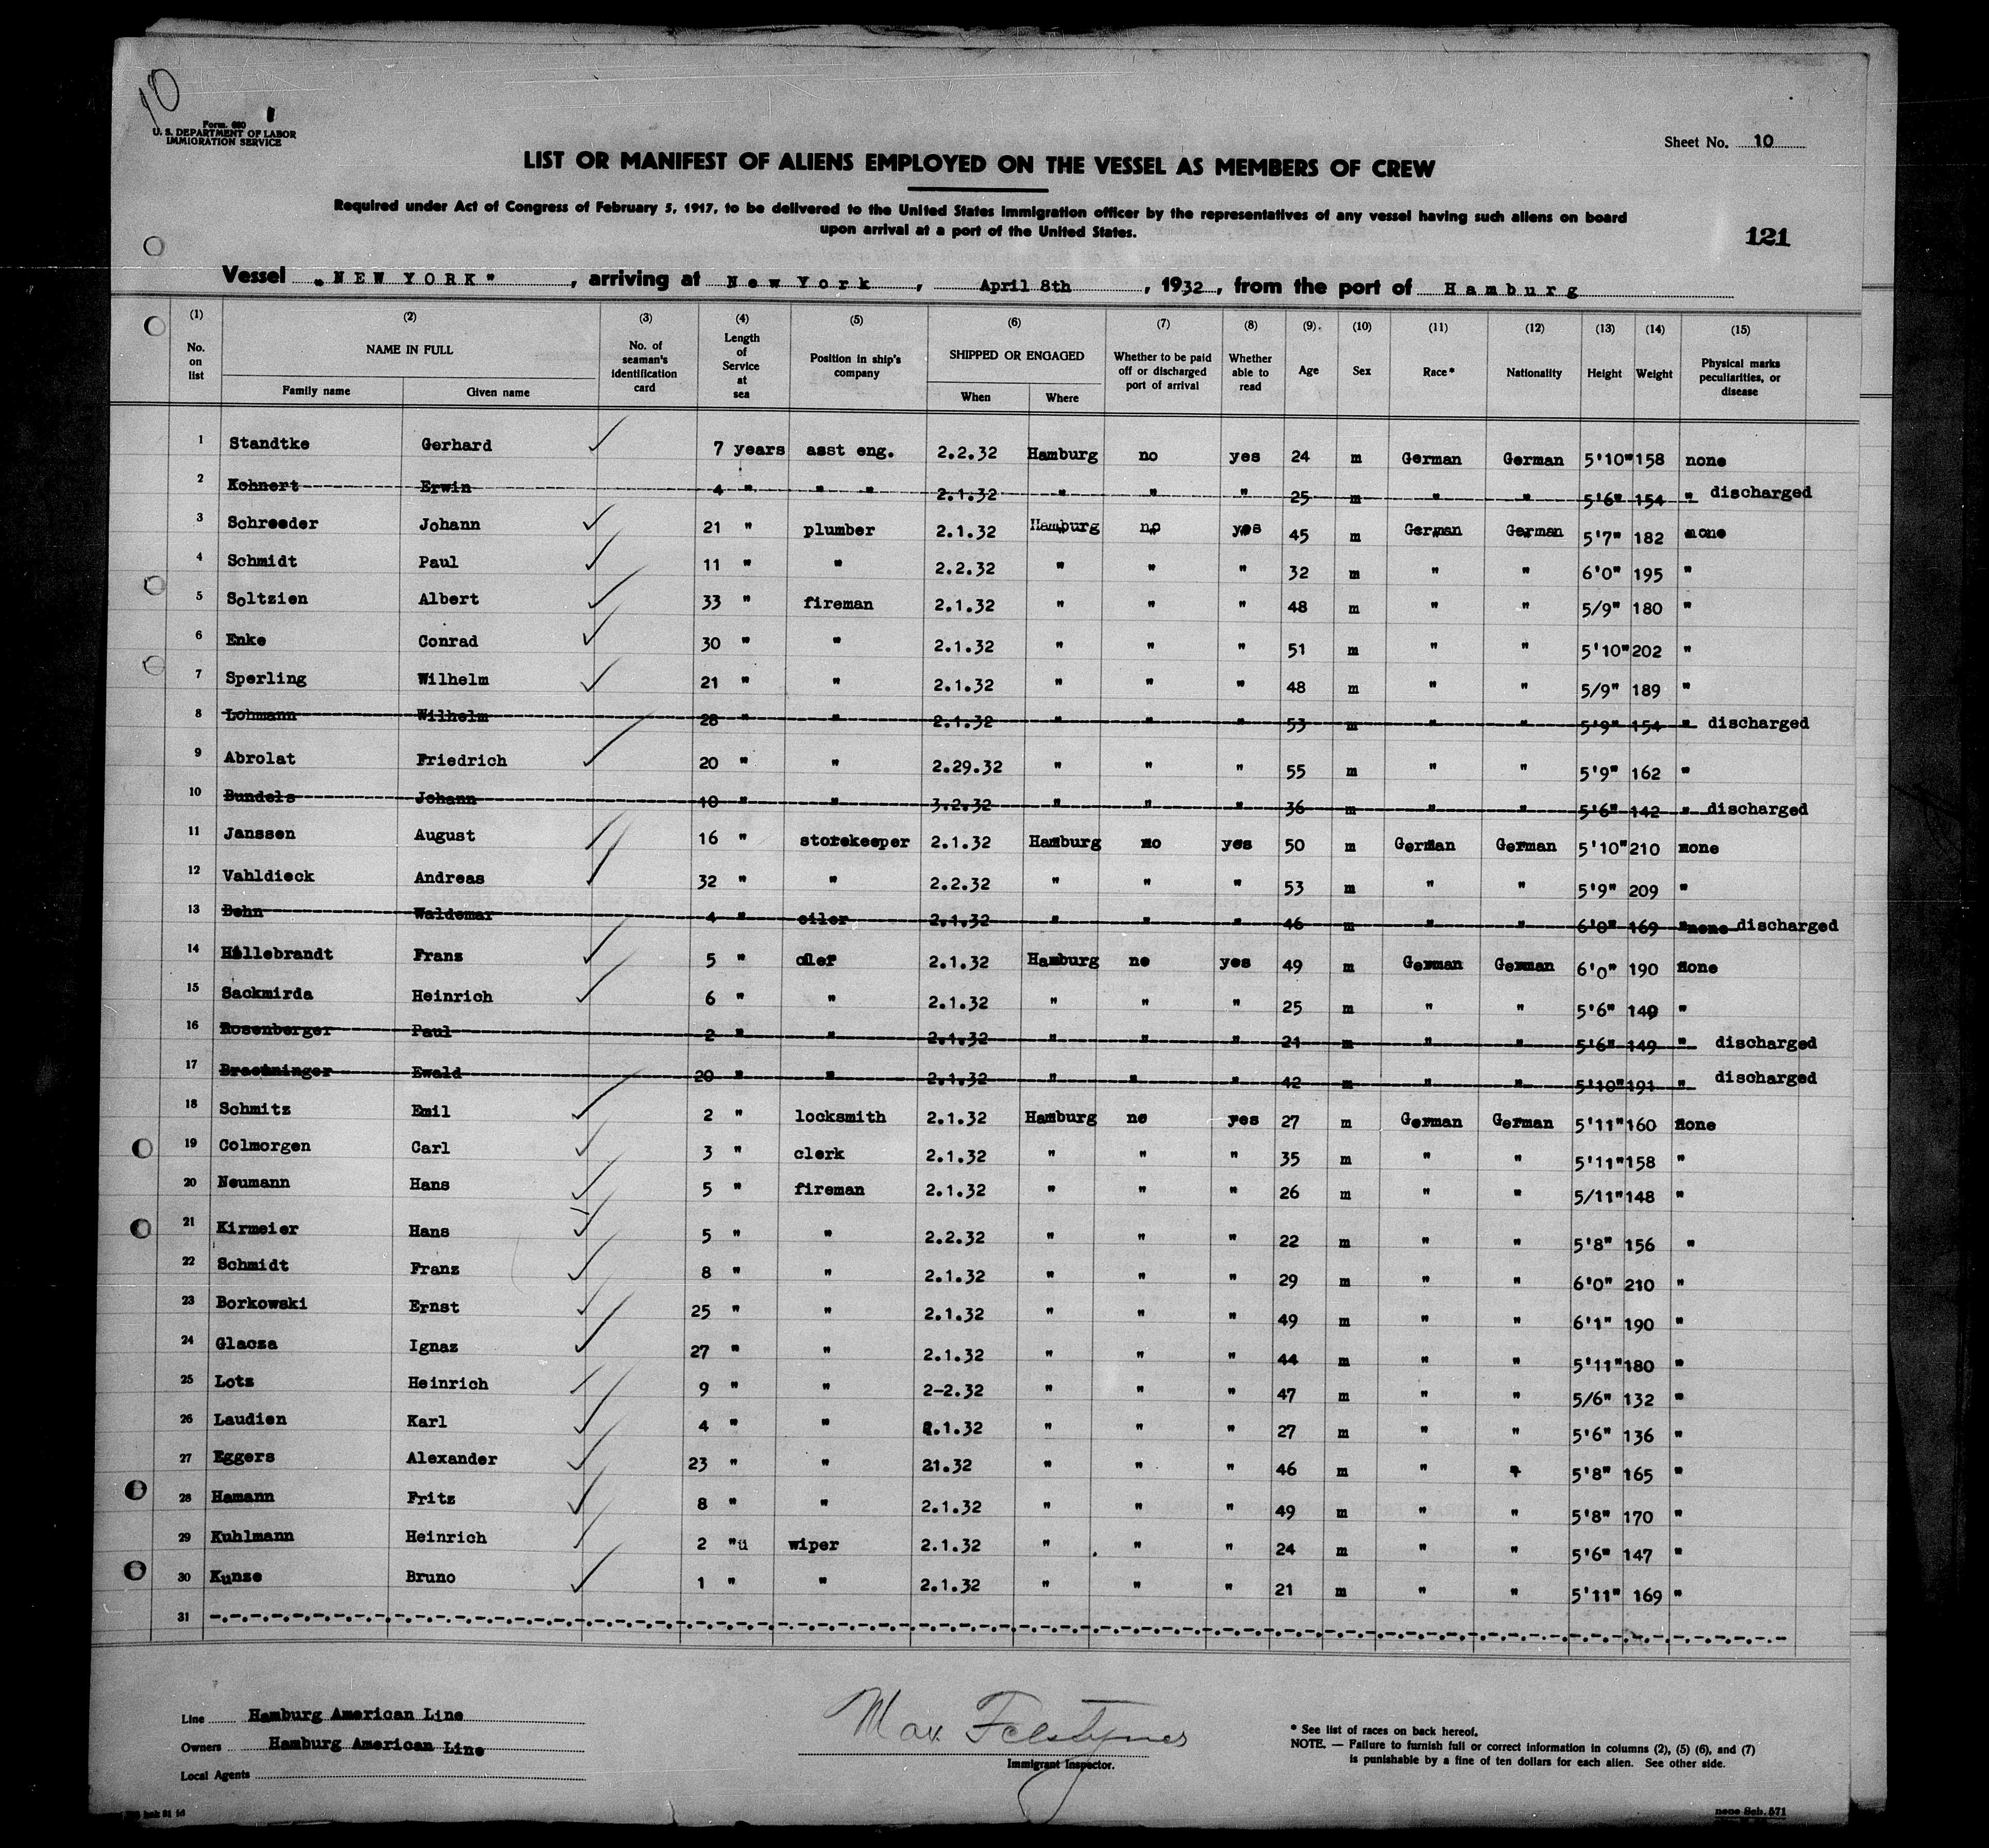 10
Form 680
U. S. DEPARTMENT OF LABOR
IMMIGRATION SERVICE
Sheet No. 10
LIST OR MANIFEST OF ALIENS EMPLOYED ON THE VESSEL AS MEMBERS OF CREW
Required under Act of Congress of February 5, 1917, to be delivered to the United States Immigration officer by the representatives of any vessel having such aliens on board
upon arrival at a port of the United States.
121
Vessel "NEW YORK", arriving at New York, April 8th, 1932, from the port of Hamburg
(1) (2) (3) (4) (5) (6) (7) (8) (9) (10) (11) (12) (13) (14) (15)
No. on list NAME IN FULL Family name Given name No. of seaman's identification card Length of Service at sea Position in ship's company SHIPPED OR ENGAGED When Where Whether to be paid off or discharged port of arrival Whether able to read Age Sex Race* Nationality Height Weight Physical marks peculiarities, or disease
1 Standtke Gerhard 7 years asst eng. 2.2.32 Hamburg no yes 24 m German German 5'10" 158 none
2 Kohnert Erwin 4 " " " 2.1.32 " " " 25 m " " 5'6" 154 " discharged
3 Schroeder Johann 21 " plumber 2.1.32 Hamburg no yes 45 m German German 5'7" 182 none
4 Schmidt Paul 11 " " 2.2.32 " " " 32 m " " 6'0" 195 "
5 Soltzien Albert 33 " fireman 2.1.32 " " " 48 m " " 5/9" 180 "
6 Enke Conrad 30 " " 2.1.32 " " " 51 m " " 5'10" 202 "
7 Sperling Wilhelm 21 " " 2.1.32 " " " 48 m " " 5/9" 189 "
8 Lohmann Wilhelm 28 " " 2.1.32 " " " 53 m " " 5'9" 154 " discharged
9 Abrolat Friedrich 20 " " 2.29.32 " " " 55 m " " 5'9" 162 "
10 Bundels Johann 10 " " 3.2.32 " " " 36 m " " 5'6" 142 " discharged
11 Janssen August 16 " storekeeper 2.1.32 Hamburg no yes 50 m German German 5'10" 210 none
12 Vahldieck Andreas 32 " " 2.2.32 " " " 53 m " " 5'9" 209 "
13 Behn Waldemar 4 " oiler 2.1.32 " " " 46 m " " 6'0" 169 "none discharged
14 Hillebrandt Franz 5 " oiler 2.1.32 Hamburg no yes 49 m German German 6'0" 190 none
15 Sackmirda Heinrich 6 " " 2.1.32 " " " 25 m " " 5'6" 149 "
16 Rosenberger Paul 2 " " 2.1.32 " " " 21 m " " 5'6" 149 " discharged
17 Ewald 20 " " 2.1.32 " " " 42 m " " 5'10" 191 " discharged
18 Schmitz Emil 2 " locksmith 2.1.32 Hamburg no yes 27 m German German 5'11" 160 none
19 Colmorgen Carl 3 " clerk 2.1.32 " " " 35 m " " 5'11" 158 "
20 Neumann Hans 5 " fireman 2.1.32 " " " 26 m " " 5/11" 148 "
21 Kirmeier Hans 5 " " 2.2.32 " " " 22 m " " 5'8" 156 "
22 Schmidt Franz 8 " " 2.1.32 " " " 29 m " " 6'0" 210 "
23 Borkowski Ernst 25 " " 2.1.32 " " " 49 m " " 6'1" 190 "
24 Glacza Ignaz 27 " " 2.1.32 " " " 44 m " " 5'11" 180 "
25 Lotz Heinrich 9 " " 2-2.32 " " " 47 m " " 5/6" 132 "
26 Laudien Karl 4 " " 2.1.32 " " " 27 m " " 5'6" 136 "
27 Eggers Alexander 23 " " 21.32 " " " 46 m " " 5'8" 165 "
28 Hamann Fritz 8 " " 2.1.32 " " " 49 m " " 5'8" 170 "
29 Kuhlmann Heinrich 2 "ü wiper 2.1.32 " " " 24 m " " 5'6" 147 "
30 Kunze Bruno 1 " " 2.1.32 " " " 21 m " " 5'11" 169 "
31
Line Hamburg American Line
Owners Hamburg American Line
Local Agents
Max Felstyner
Immigrant Inspector.
* See list of races on back hereof.
NOTE. — Failure to furnish full or correct information in columns (2), (5) (6), and (7)
is punishable by a fine of ten dollars for each alien. See other side.
Sch. 571